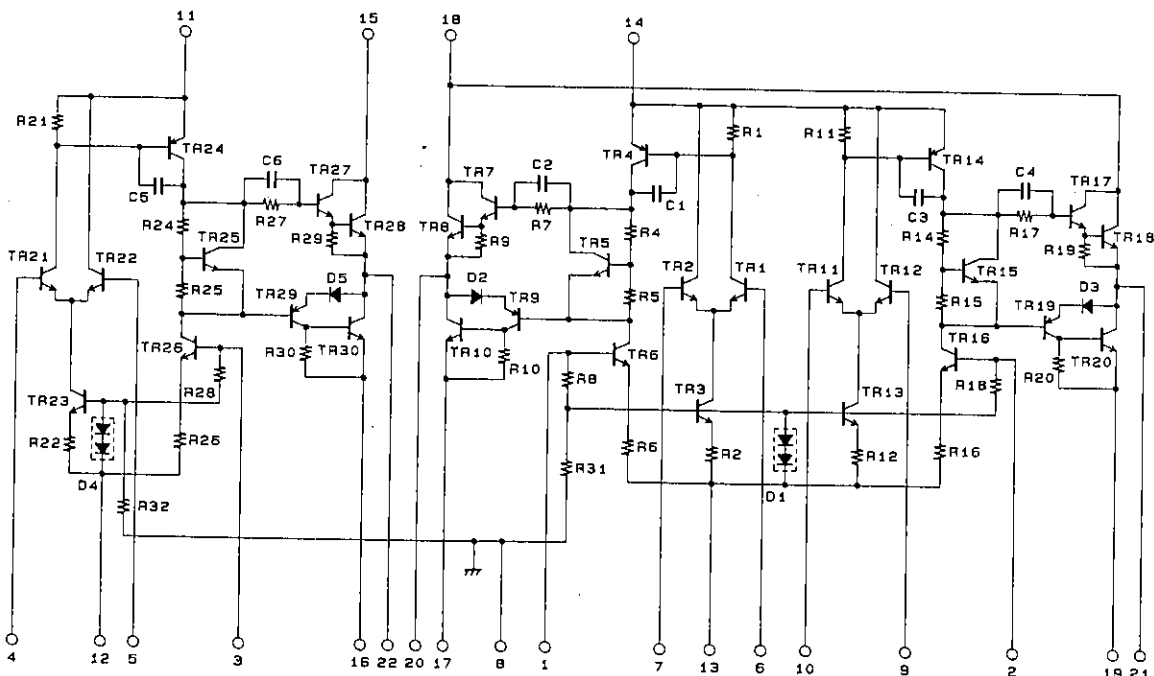 11
15
18
14
R21
TR24
C5
C6
TR27
R27
R24
TR25
R29
TR28
TR21
TR22
R25
TR29
D5
TR26
R30
TR30
R28
TR23
R22
R26
D4
R32
TR7
C2
TR8
R9
R7
TR4
C1
R1
R4
TR5
D2
TR9
R5
TR10
R10
TR6
R8
R6
R31
TR2
TR1
TR3
R2
D1
R11
TR14
C3
C4
TR17
R17
R14
R19
TR18
TR11
TR12
TR15
R15
TR19
D3
TR16
R20
TR20
R18
TR13
R12
R16
4
12
5
3
16
22
20
17
8
1
7
13
6
10
9
2
19
21